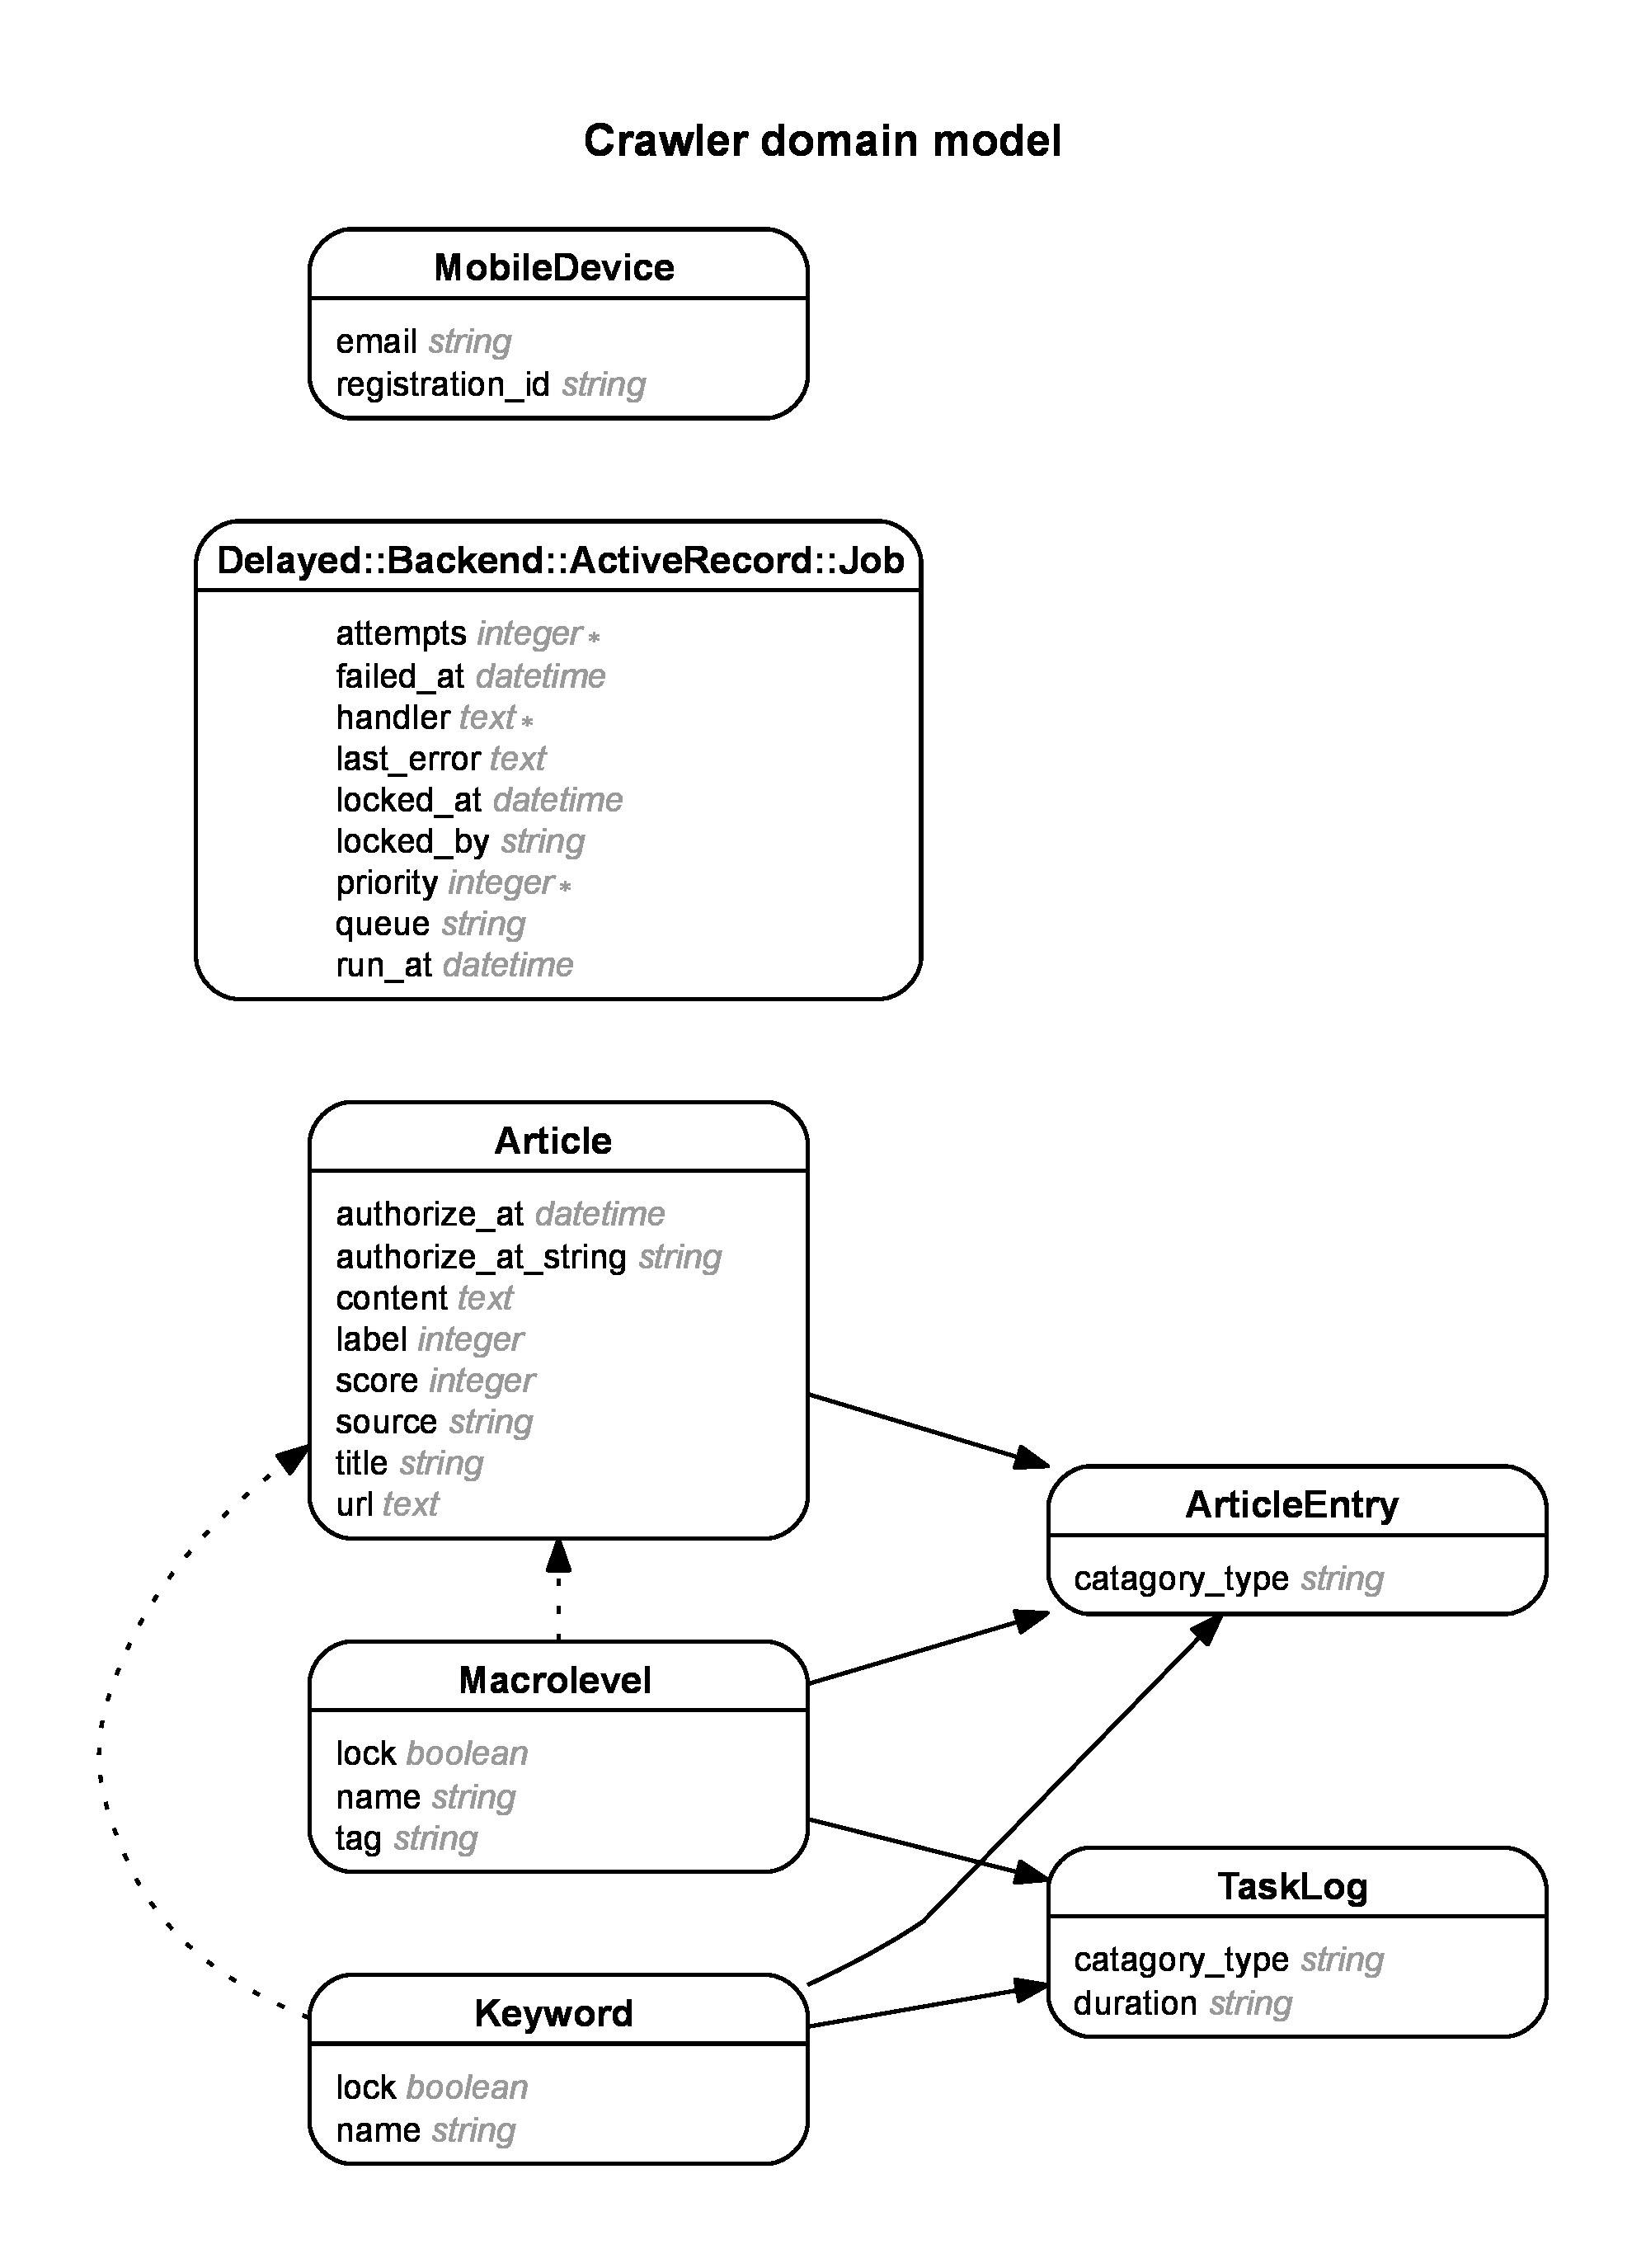 Crawler domain model
MobileDevice
email string
registration_id string
Delayed::Backend::ActiveRecord::Job
attempts integer *
failed_at datetime
handler text *
last_error text
locked_at datetime
locked_by string
priority integer *
queue string
run_at datetime
Article
authorize_at datetime
authorize_at_string string
content text
label integer
score integer
source string
title string
url text
ArticleEntry
catagory_type string
Macrolevel
lock boolean
name string
tag string
TaskLog
catagory_type string
duration string
Keyword
lock boolean
name string